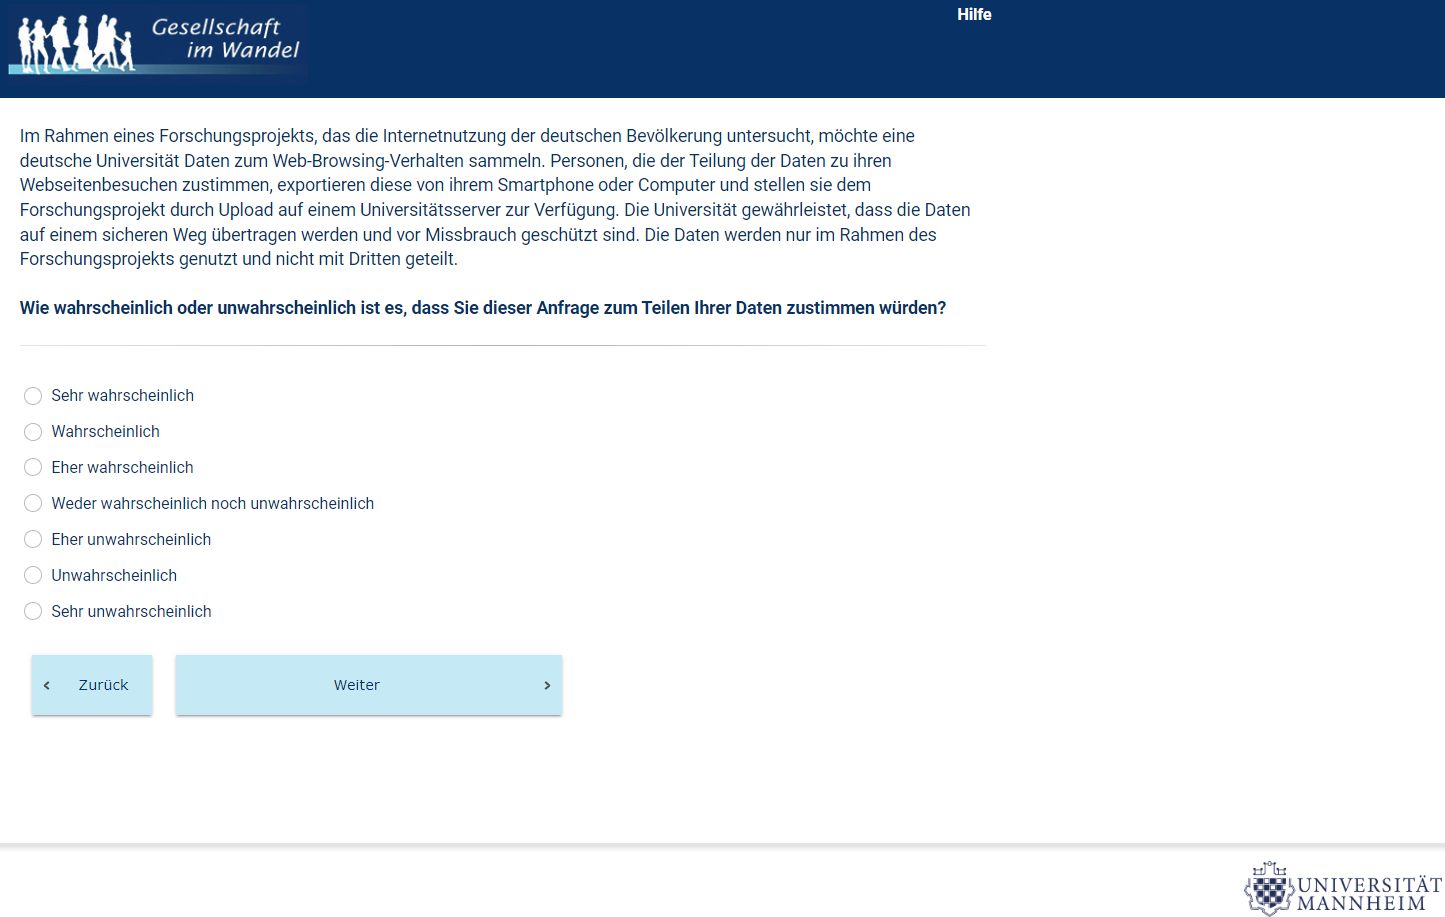 Gesellschaft
im Wandel
Hilfe
Im Rahmen eines Forschungsprojekts, das die Internetnutzung der deutschen Bevölkerung untersucht, möchte eine
deutsche Universität Daten zum Web-Browsing-Verhalten sammeln. Personen, die der Teilung der Daten zu ihren
Webseitenbesuchen zustimmen, exportieren diese von ihrem Smartphone oder Computer und stellen sie dem
Forschungsprojekt durch Upload auf einem Universitätsserver zur Verfügung. Die Universität gewährleistet, dass die Daten
auf einem sicheren Weg übertragen werden und vor Missbrauch geschützt sind. Die Daten werden nur im Rahmen des
Forschungsprojekts genutzt und nicht mit Dritten geteilt.
Wie wahrscheinlich oder unwahrscheinlich ist es, dass Sie dieser Anfrage zum Teilen Ihrer Daten zustimmen würden?
Sehr wahrscheinlich
Wahrscheinlich
Eher wahrscheinlich
Weder wahrscheinlich noch unwahrscheinlich
Eher unwahrscheinlich
Unwahrscheinlich
Sehr unwahrscheinlich
Zurück
Weiter
UNIVERSITÄT
MANNHEIM